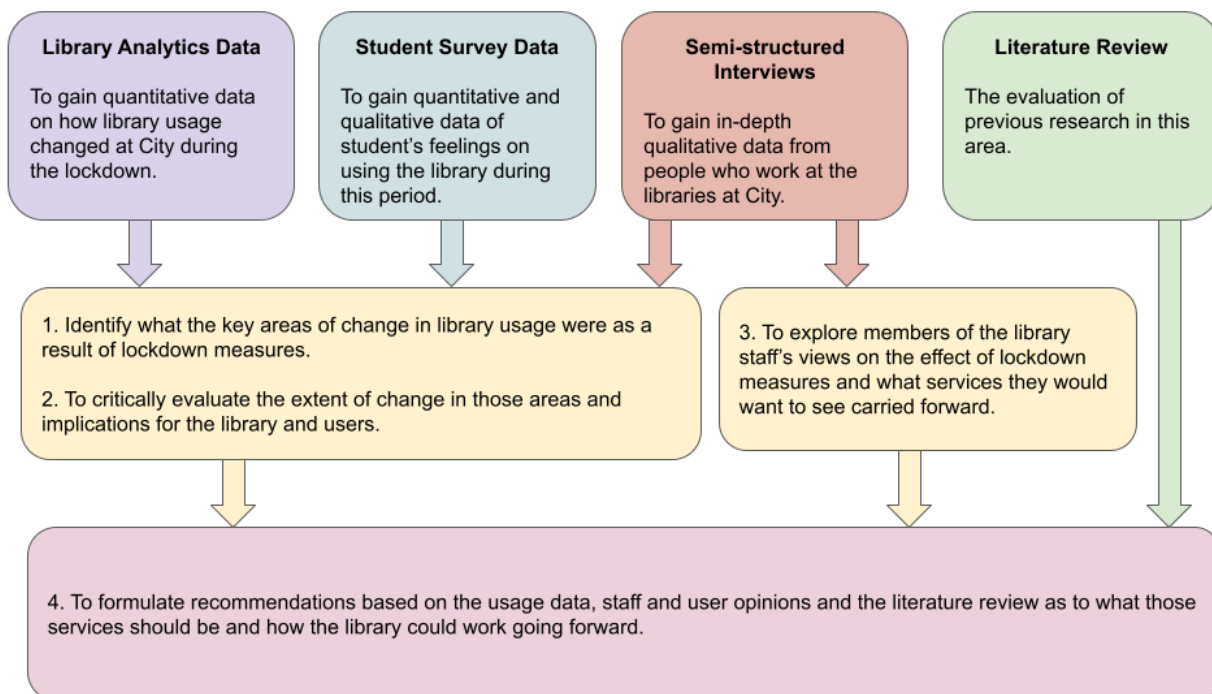 Library Analytics Data
To gain quantitative data
on how library usage
changed at City during
the lockdown.
Student Survey Data
To gain quantitative and
qualitative data of
student's feelings on
using the library during
this period.
Semi-structured
Interviews
To gain in-depth
qualitative data from
people who work at the
libraries at City.
Literature Review
The evaluation of
previous research in this
area.
1. Identify what the key areas of change in library usage were as a
result of lockdown measures.
2. To critically evaluate the extent of change in those areas and
implications for the library and users.
3. To explore members of the library
staff's views on the effect of lockdown
measures and what services they would
want to see carried forward.
4. To formulate recommendations based on the usage data, staff and user opinions and the literature review as to what those
services should be and how the library could work going forward.